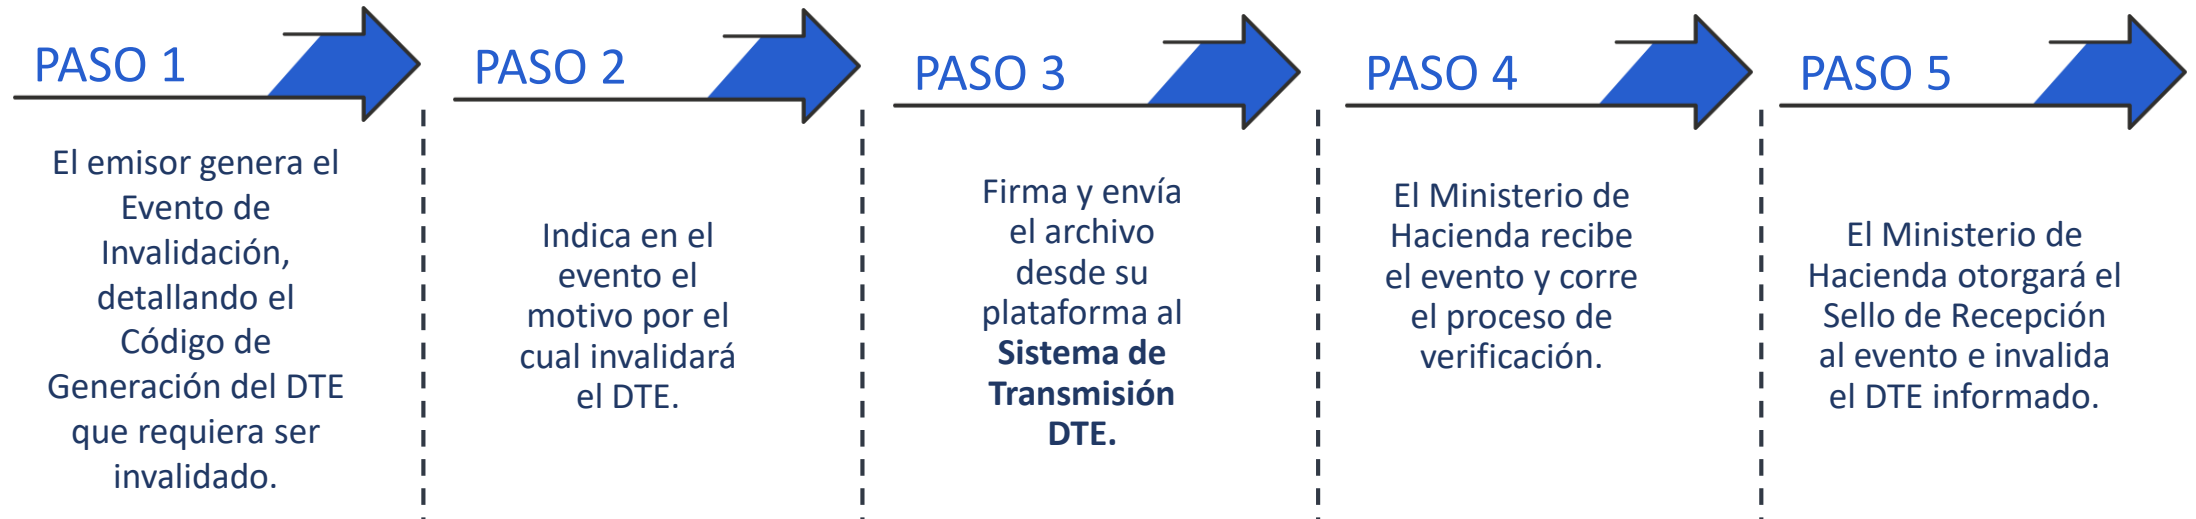 PASO 1
El emisor genera el
Evento de
Invalidación,
detallando el
Código de
Generación del DTE
que requiera ser
invalidado.
PASO 2
Indica en el
evento el
motivo por el
cual invalidará
el DTE.
PASO 3
Firma y envía
el archivo
desde su
plataforma al
Sistema de
Transmisión
DTE.
PASO 4
El Ministerio de
Hacienda recibe
el evento y corre
el proceso de
verificación.
PASO 5
El Ministerio de
Hacienda otorgará el
Sello de Recepción
al evento e invalida
el DTE informado.